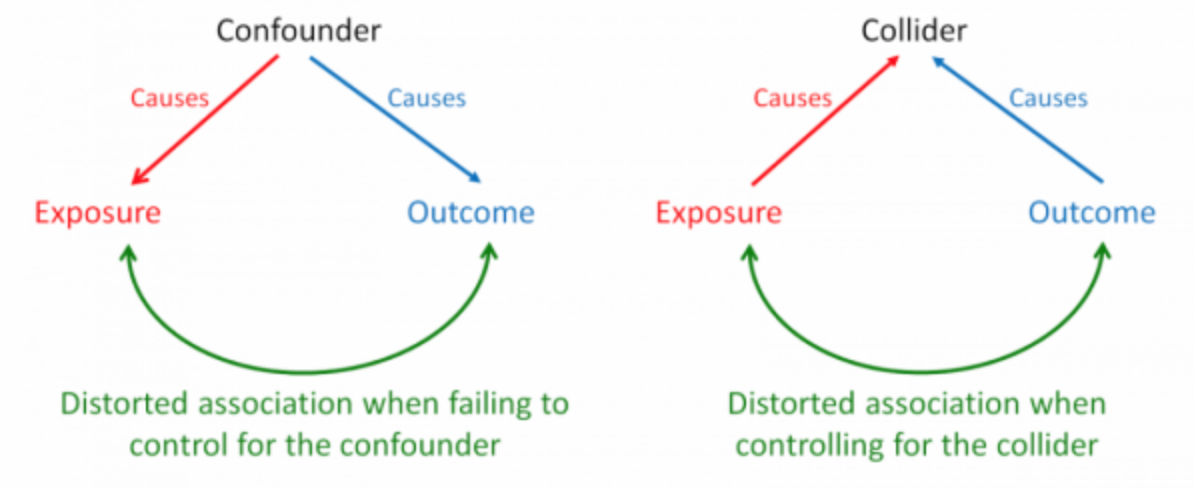 Confounder
Causes
Causes
Exposure
Outcome
Distorted association when failing to
control for the confounder
Collider
Causes
Causes
Exposure
Outcome
Distorted association when
controlling for the collider